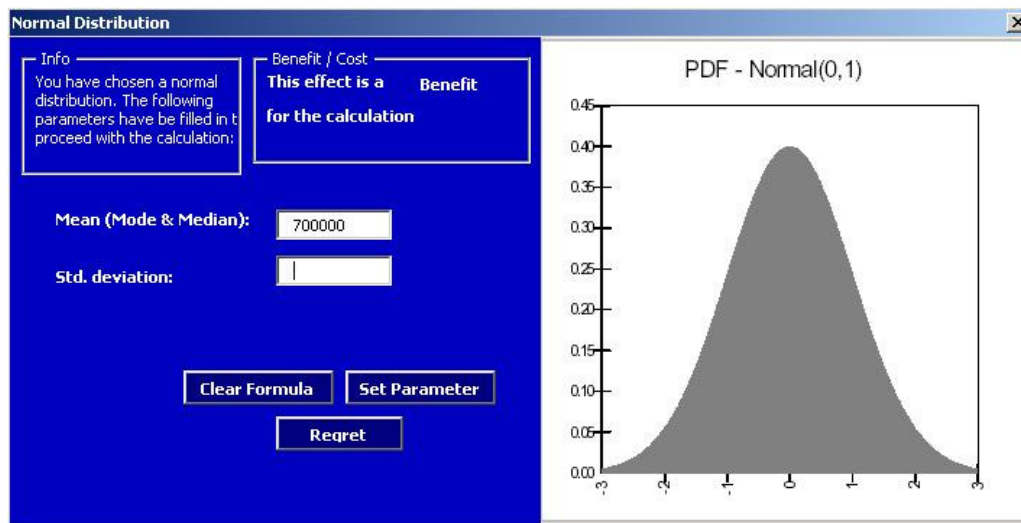 Normal Distribution
Info
You have chosen a normal
distribution. The following
parameters have be filled in t
proceed with the calculation:
Benefit / Cost
This effect is a Benefit
for the calculation
Mean (Mode & Median): 700000
Std. deviation:
Clear Formula Set Parameter
Regret
PDF - Normal(0,1)
0.45
0.40
0.35
0.30
0.25
0.20
0.15
0.10
0.05
0.00
-3 -2 -1 0 1 2 3